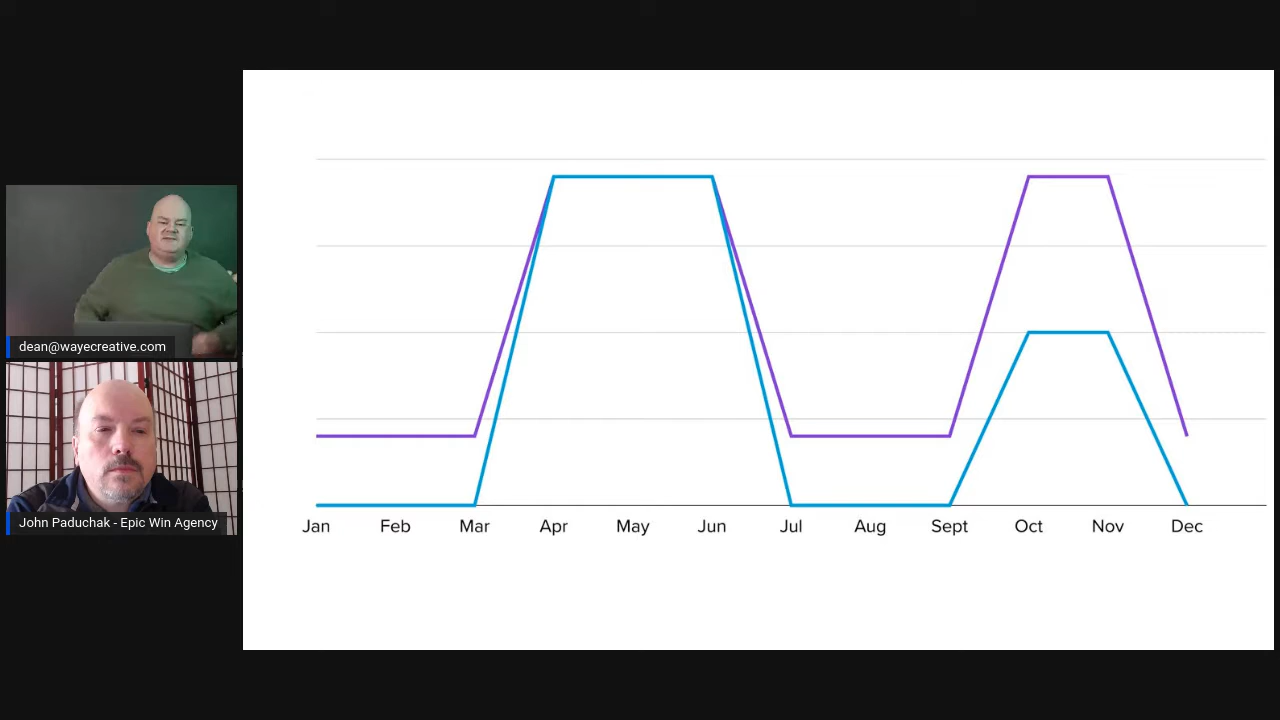 dean@wayecreative.com
John Paduchak - Epic Win Agency
Jan Feb Mar Apr May Jun Jul Aug Sept Oct Nov Dec